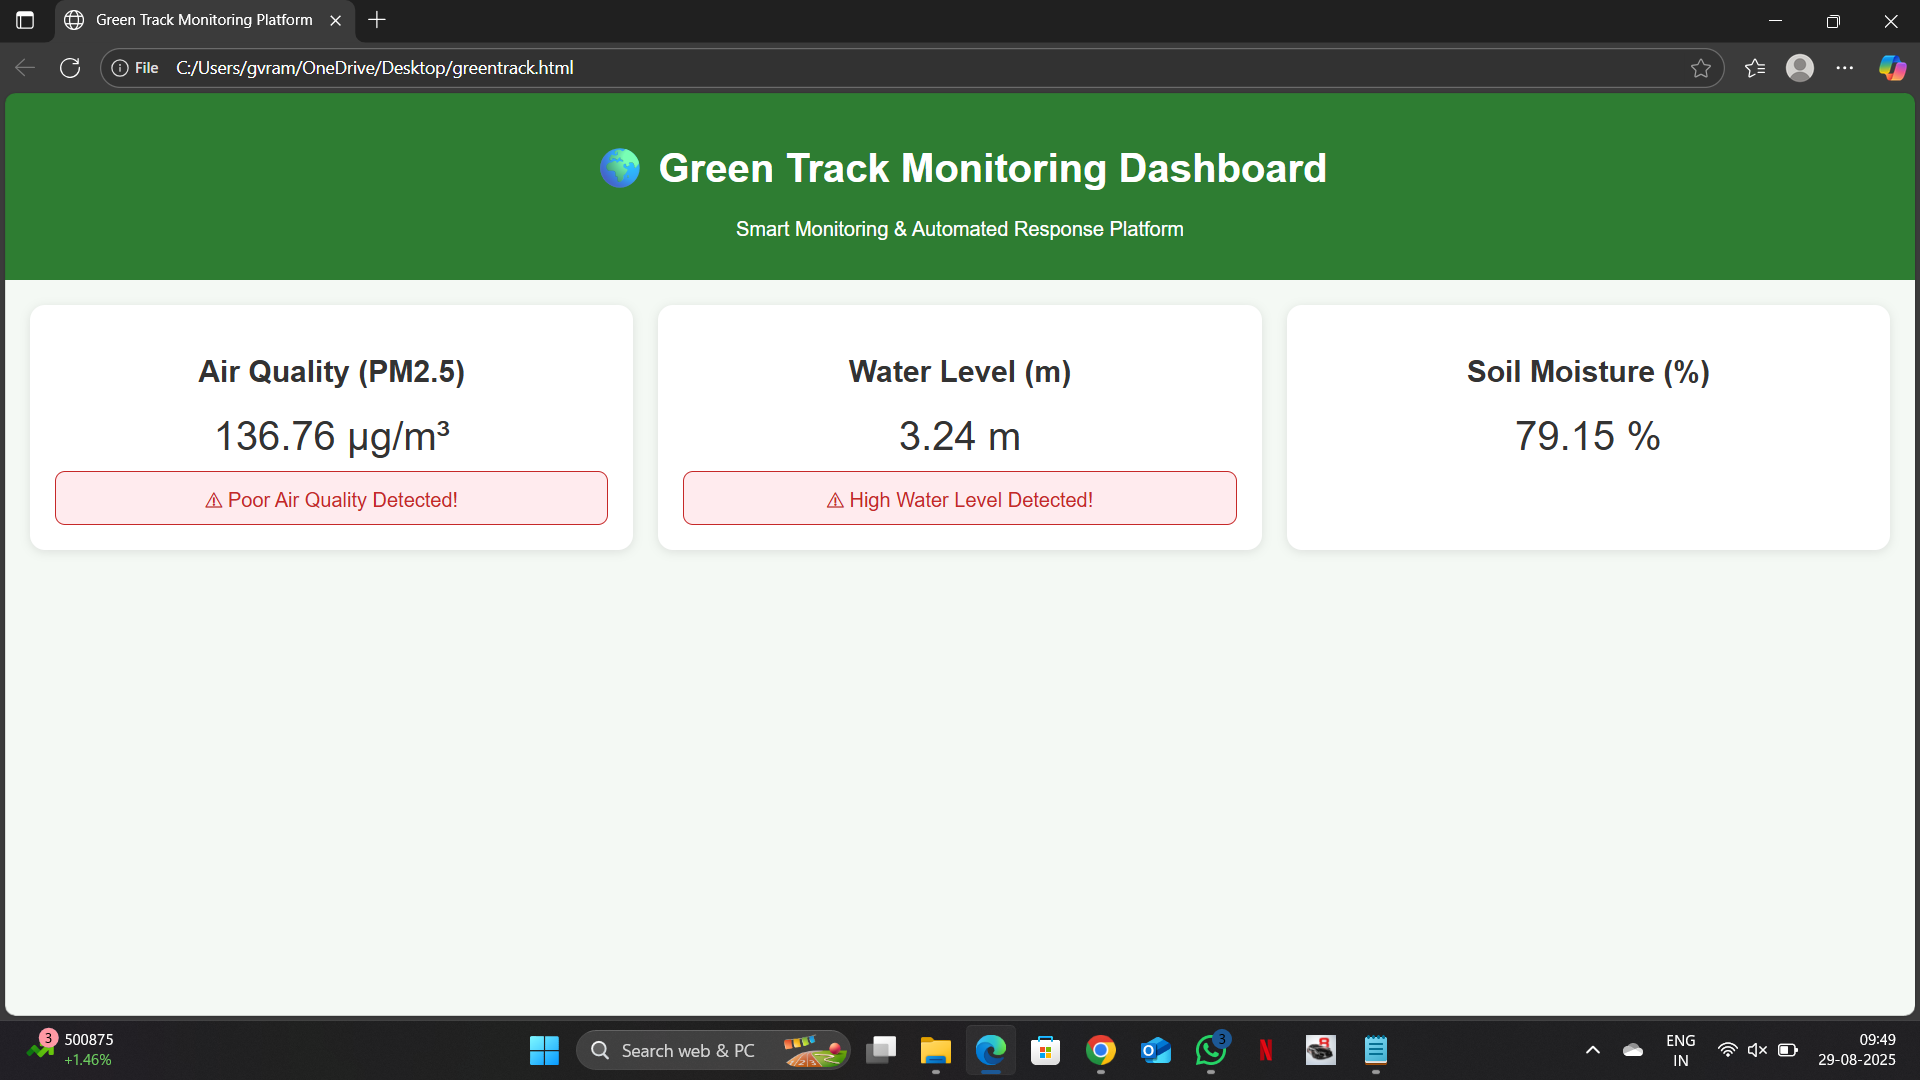 Green Track Monitoring Platform
File C:/Users/gvram/OneDrive/Desktop/greentrack.html
Green Track Monitoring Dashboard
Smart Monitoring & Automated Response Platform
Air Quality (PM2.5)
136.76 µg/m³
⚠ Poor Air Quality Detected!
Water Level (m)
3.24 m
⚠ High Water Level Detected!
Soil Moisture (%)
79.15 %
3
500875
+1.46%
Search web & PC
3
ENG
IN
09:49
29-08-2025